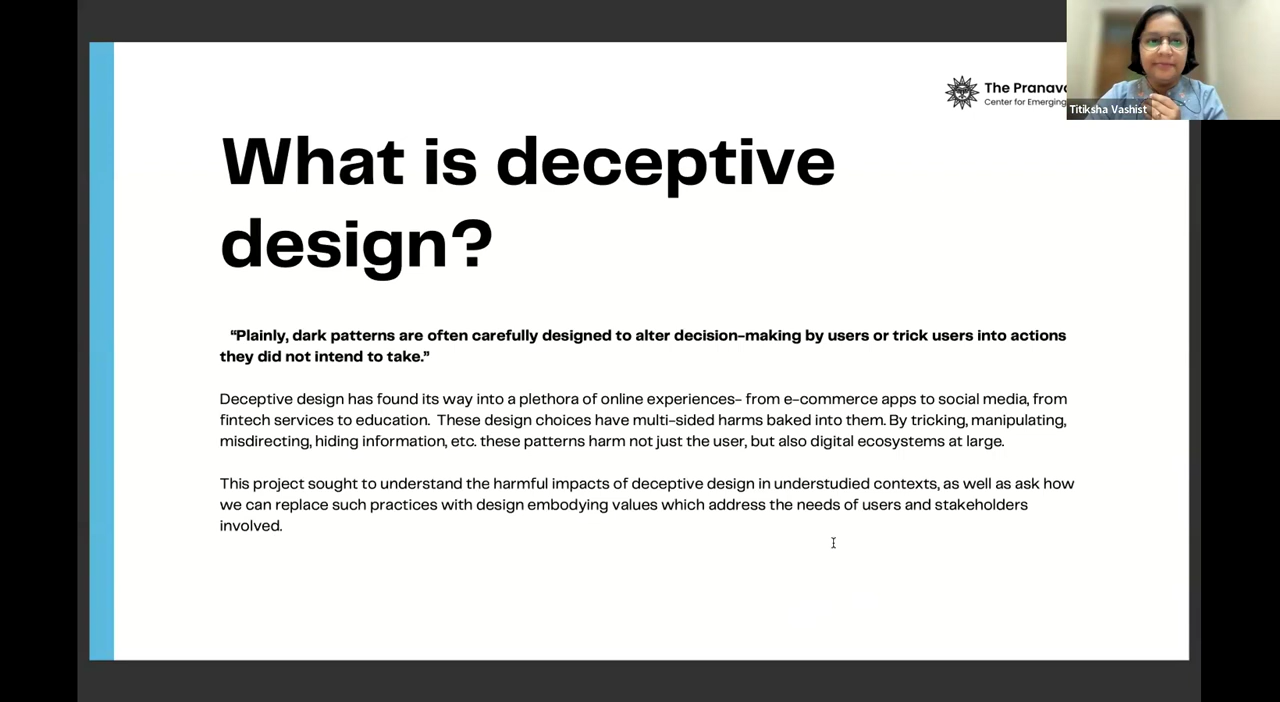 The Pranava
Center for Emerging
Titiksha Vashist
What is deceptive
design?
“Plainly, dark patterns are often carefully designed to alter decision-making by users or trick users into actions
they did not intend to take.”
Deceptive design has found its way into a plethora of online experiences- from e-commerce apps to social media, from
fintech services to education.  These design choices have multi-sided harms baked into them. By tricking, manipulating,
misdirecting, hiding information, etc. these patterns harm not just the user, but also digital ecosystems at large.
This project sought to understand the harmful impacts of deceptive design in understudied contexts, as well as ask how
we can replace such practices with design embodying values which address the needs of users and stakeholders
involved.